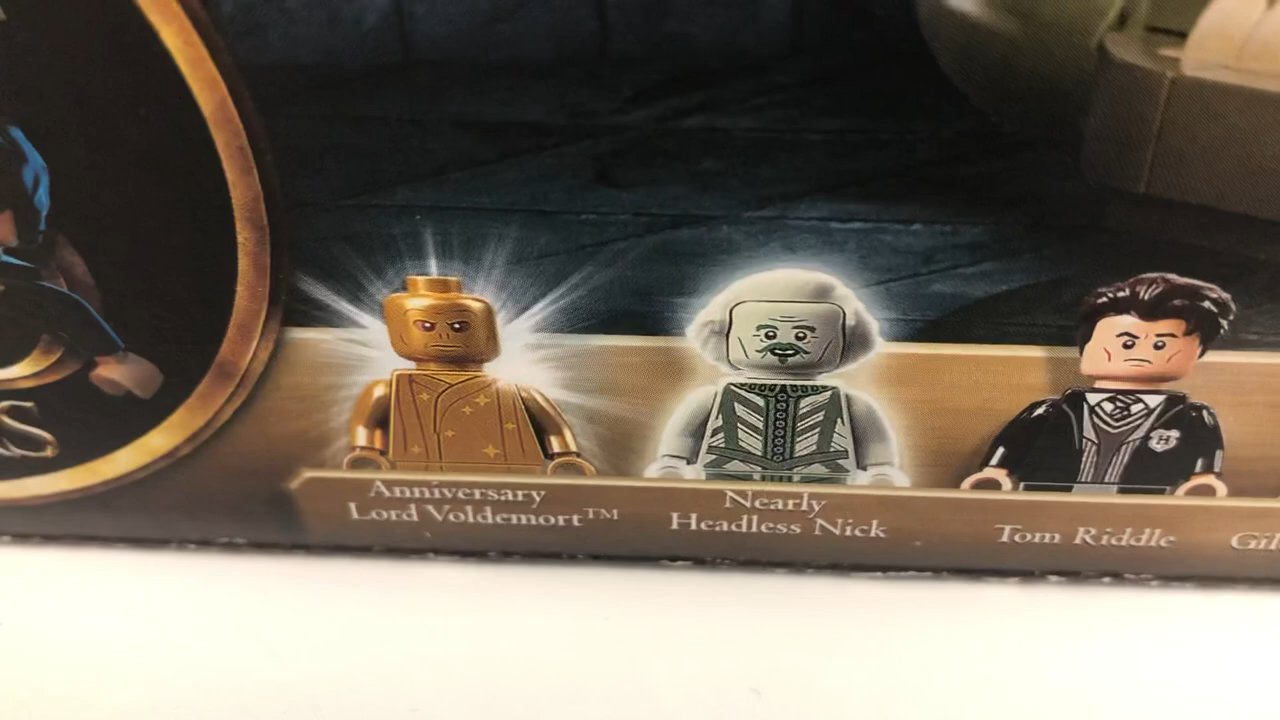 Anniversary
Lord Voldemort™
Nearly
Headless Nick
Tom Riddle
H